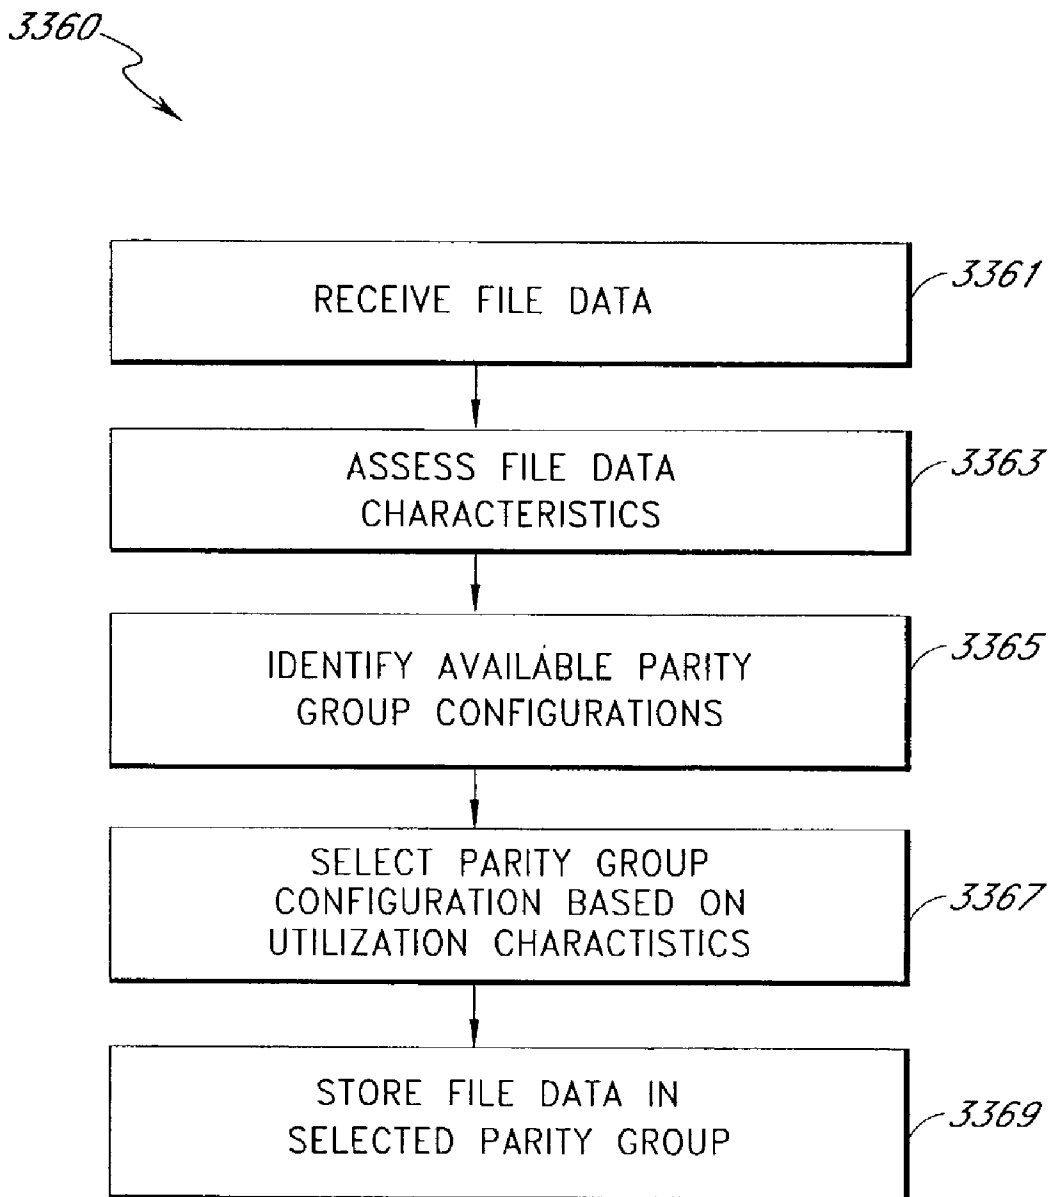 3360
RECEIVE FILE DATA
3361
ASSESS FILE DATA
CHARACTERISTICS
3363
IDENTIFY AVAILABLE PARITY
GROUP CONFIGURATIONS
3365
SELECT PARITY GROUP
CONFIGURATION BASED ON
UTILIZATION CHARACTISTICS
3367
STORE FILE DATA IN
SELECTED PARITY GROUP
3369